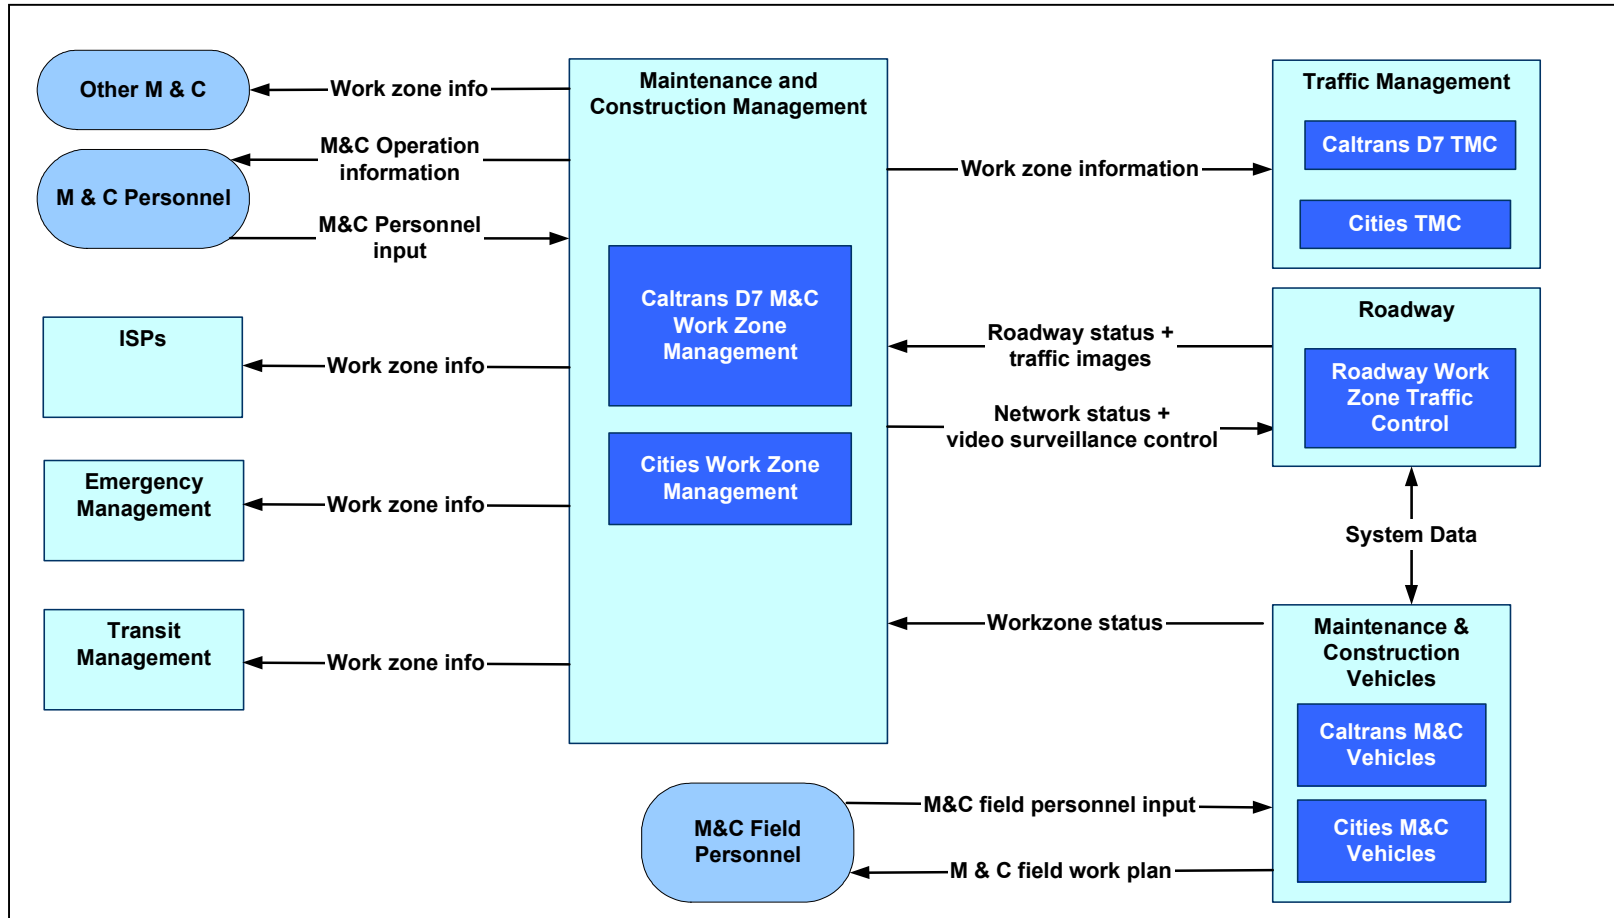 Other M & C
Work zone info
M&C Operation
information
M & C Personnel
M&C Personnel
input
ISPs
Work zone info
Emergency
Management
Work zone info
Transit
Management
Work zone info
Maintenance and
Construction Management
Caltrans D7 M&C
Work Zone
Management
Cities Work Zone
Management
Work zone information
Traffic Management
Caltrans D7 TMC
Cities TMC
Roadway status +
traffic images
Network status +
video surveillance control
Roadway
Roadway Work
Zone Traffic
Control
System Data
Workzone status
Maintenance &
Construction
Vehicles
Caltrans M&C
Vehicles
Cities M&C
Vehicles
M&C Field
Personnel
M&C field personnel input
M & C field work plan